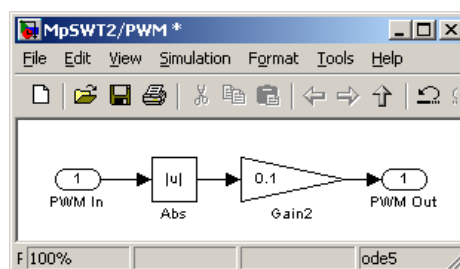 MpSWT2/PWM *
File Edit View Simulation Format Tools Help
1 |u| 0.1 1
PWM In Abs Gain2 PWM Out
F 100% ode5